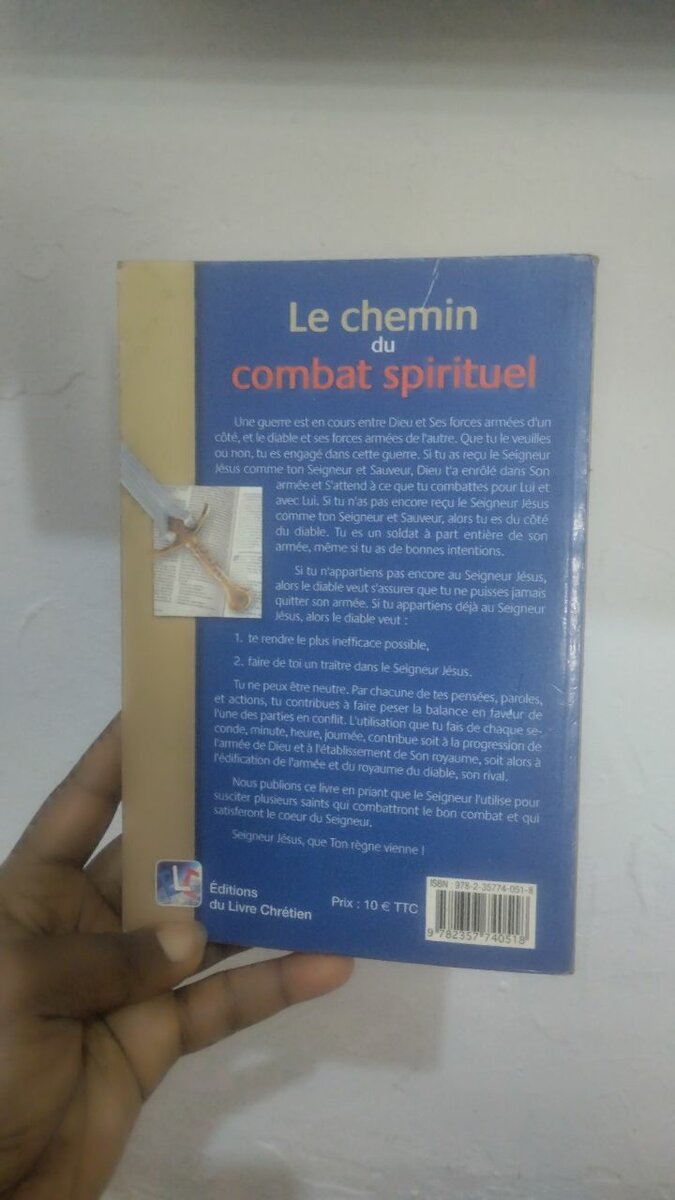 Le chemin
du
combat spirituel
Une guerre est en cours entre Dieu et Ses forces armées d'un
côté, et le diable et ses forces armées de l'autre. Que tu le veuilles
ou non, tu es engagé dans cette guerre. Si tu as reçu le Seigneur
Jésus comme ton Seigneur et Sauveur, Dieu t'a enrôlé dans Son
armée et S'attend à ce que tu combattes pour Lui et
avec Lui. Si tu n'as pas encore reçu le Seigneur Jésus
comme ton Seigneur et Sauveur, alors tu es du côté
du diable. Tu es un soldat à part entière de son
armée, même si tu as de bonnes intentions.
Si tu n'appartiens pas encore au Seigneur Jésus,
alors le diable veut s'assurer que tu ne puisses jamais
quitter son armée. Si tu appartiens déjà au Seigneur
Jésus, alors le diable veut :
1. te rendre le plus inefficace possible,
2. faire de toi un traître dans le Seigneur Jésus.
Tu ne peux être neutre. Par chacune de tes pensées, paroles,
et actions, tu contribues à faire peser la balance en faveur de
l'une des parties en conflit. L'utilisation que tu fais de chaque se-
conde, minute, heure, journée, contribue soit à la progression de
l'armée de Dieu et à l'établissement de Son royaume, soit alors à
l'édification de l'armée et du royaume du diable, son rival.
Nous publions ce livre en priant que le Seigneur l'utilise pour
susciter plusieurs saints qui combattront le bon combat et qui
satisferont le coeur du Seigneur.
Seigneur Jésus, que Ton règne vienne !
Éditions
du Livre Chrétien
Prix : 10 € TTC
ISBN : 978-2-35774-051-8
9 782357 740518